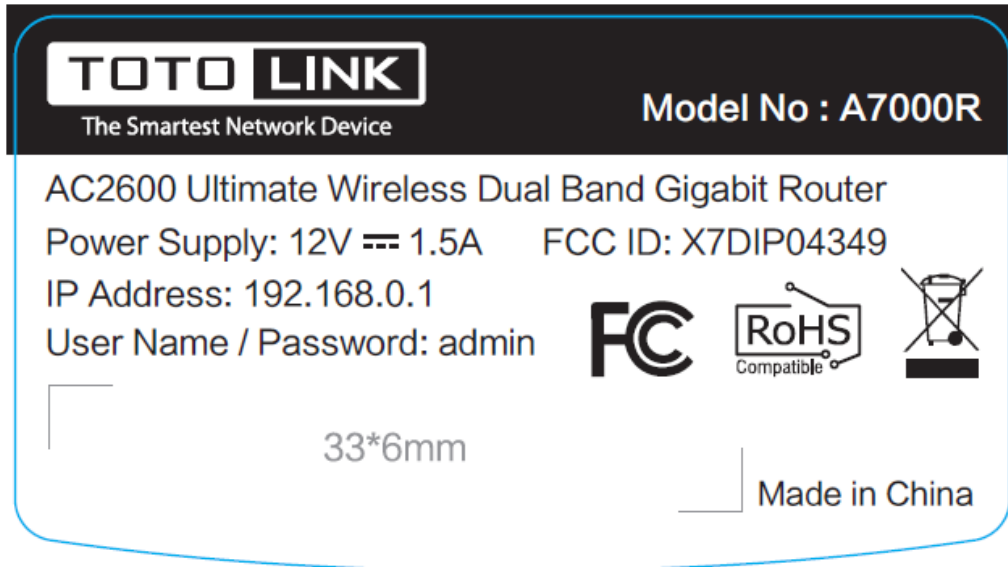 TOTO LINK
The Smartest Network Device
Model No : A7000R
AC2600 Ultimate Wireless Dual Band Gigabit Router
Power Supply: 12V ⎓ 1.5A FCC ID: X7DIP04349
IP Address: 192.168.0.1
User Name / Password: admin
FC
RoHS
Compatible
33*6mm
Made in China